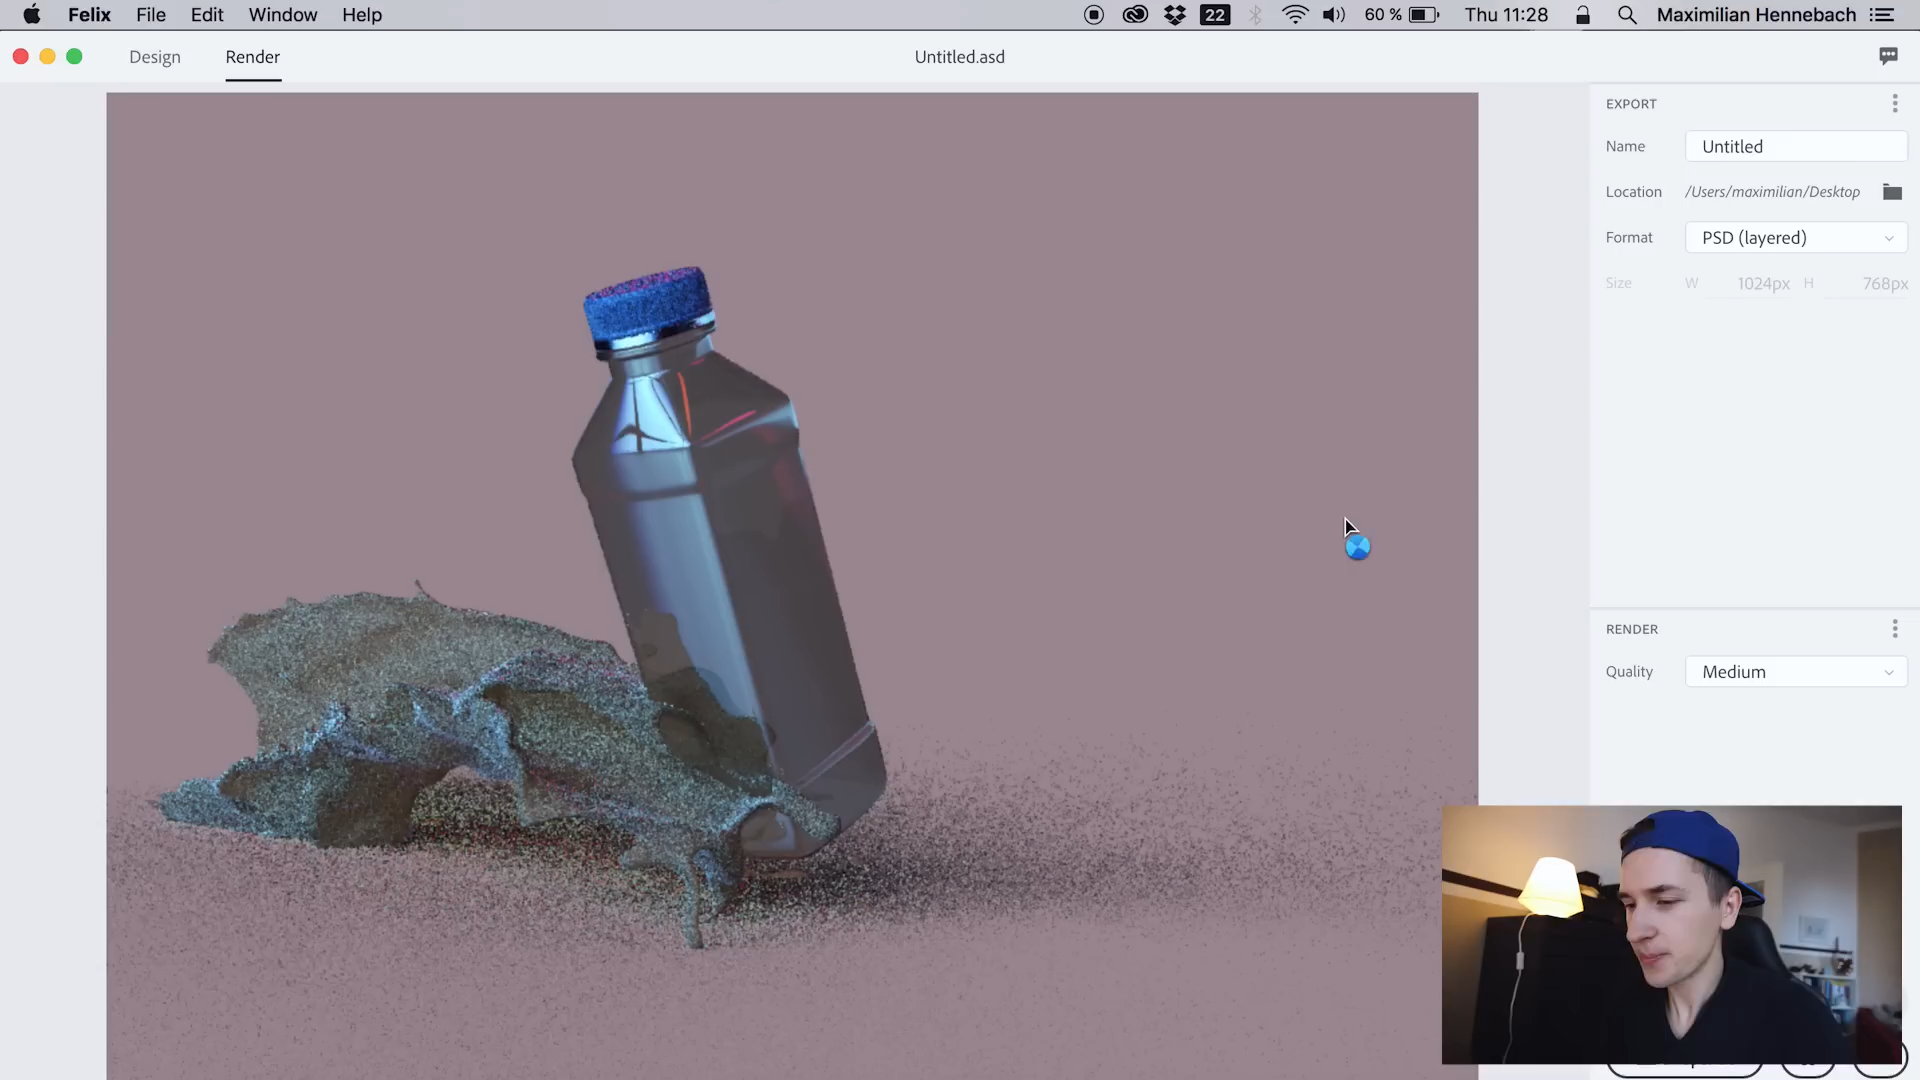 Felix File Edit Window Help 22 60 % Thu 11:28 Maximilian Hennebach
Design Render Untitled.asd
EXPORT
Name Untitled
Location /Users/maximilian/Desktop
Format PSD (layered)
Size W 1024px H 768px
RENDER
Quality Medium